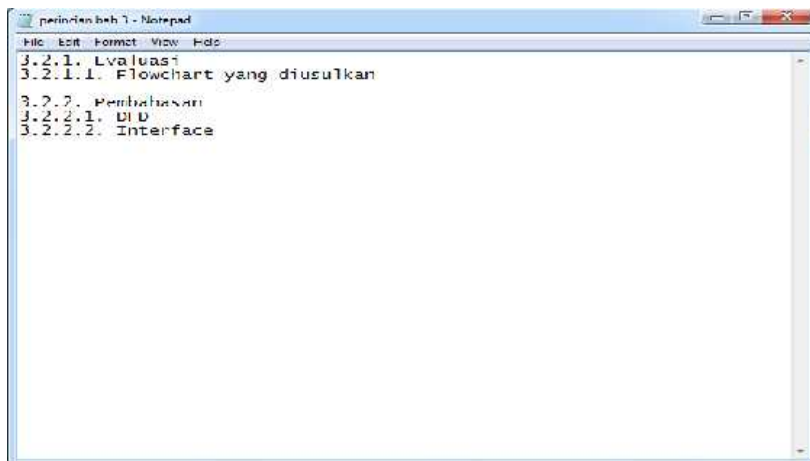 perincian bab 3 - Notepad
File Edit Format View Help
3.2.1. Evaluasi
3.2.1.1. Flowchart yang diusulkan
3.2.2. Pembahasan
3.2.2.1. DFD
3.2.2.2. Interface